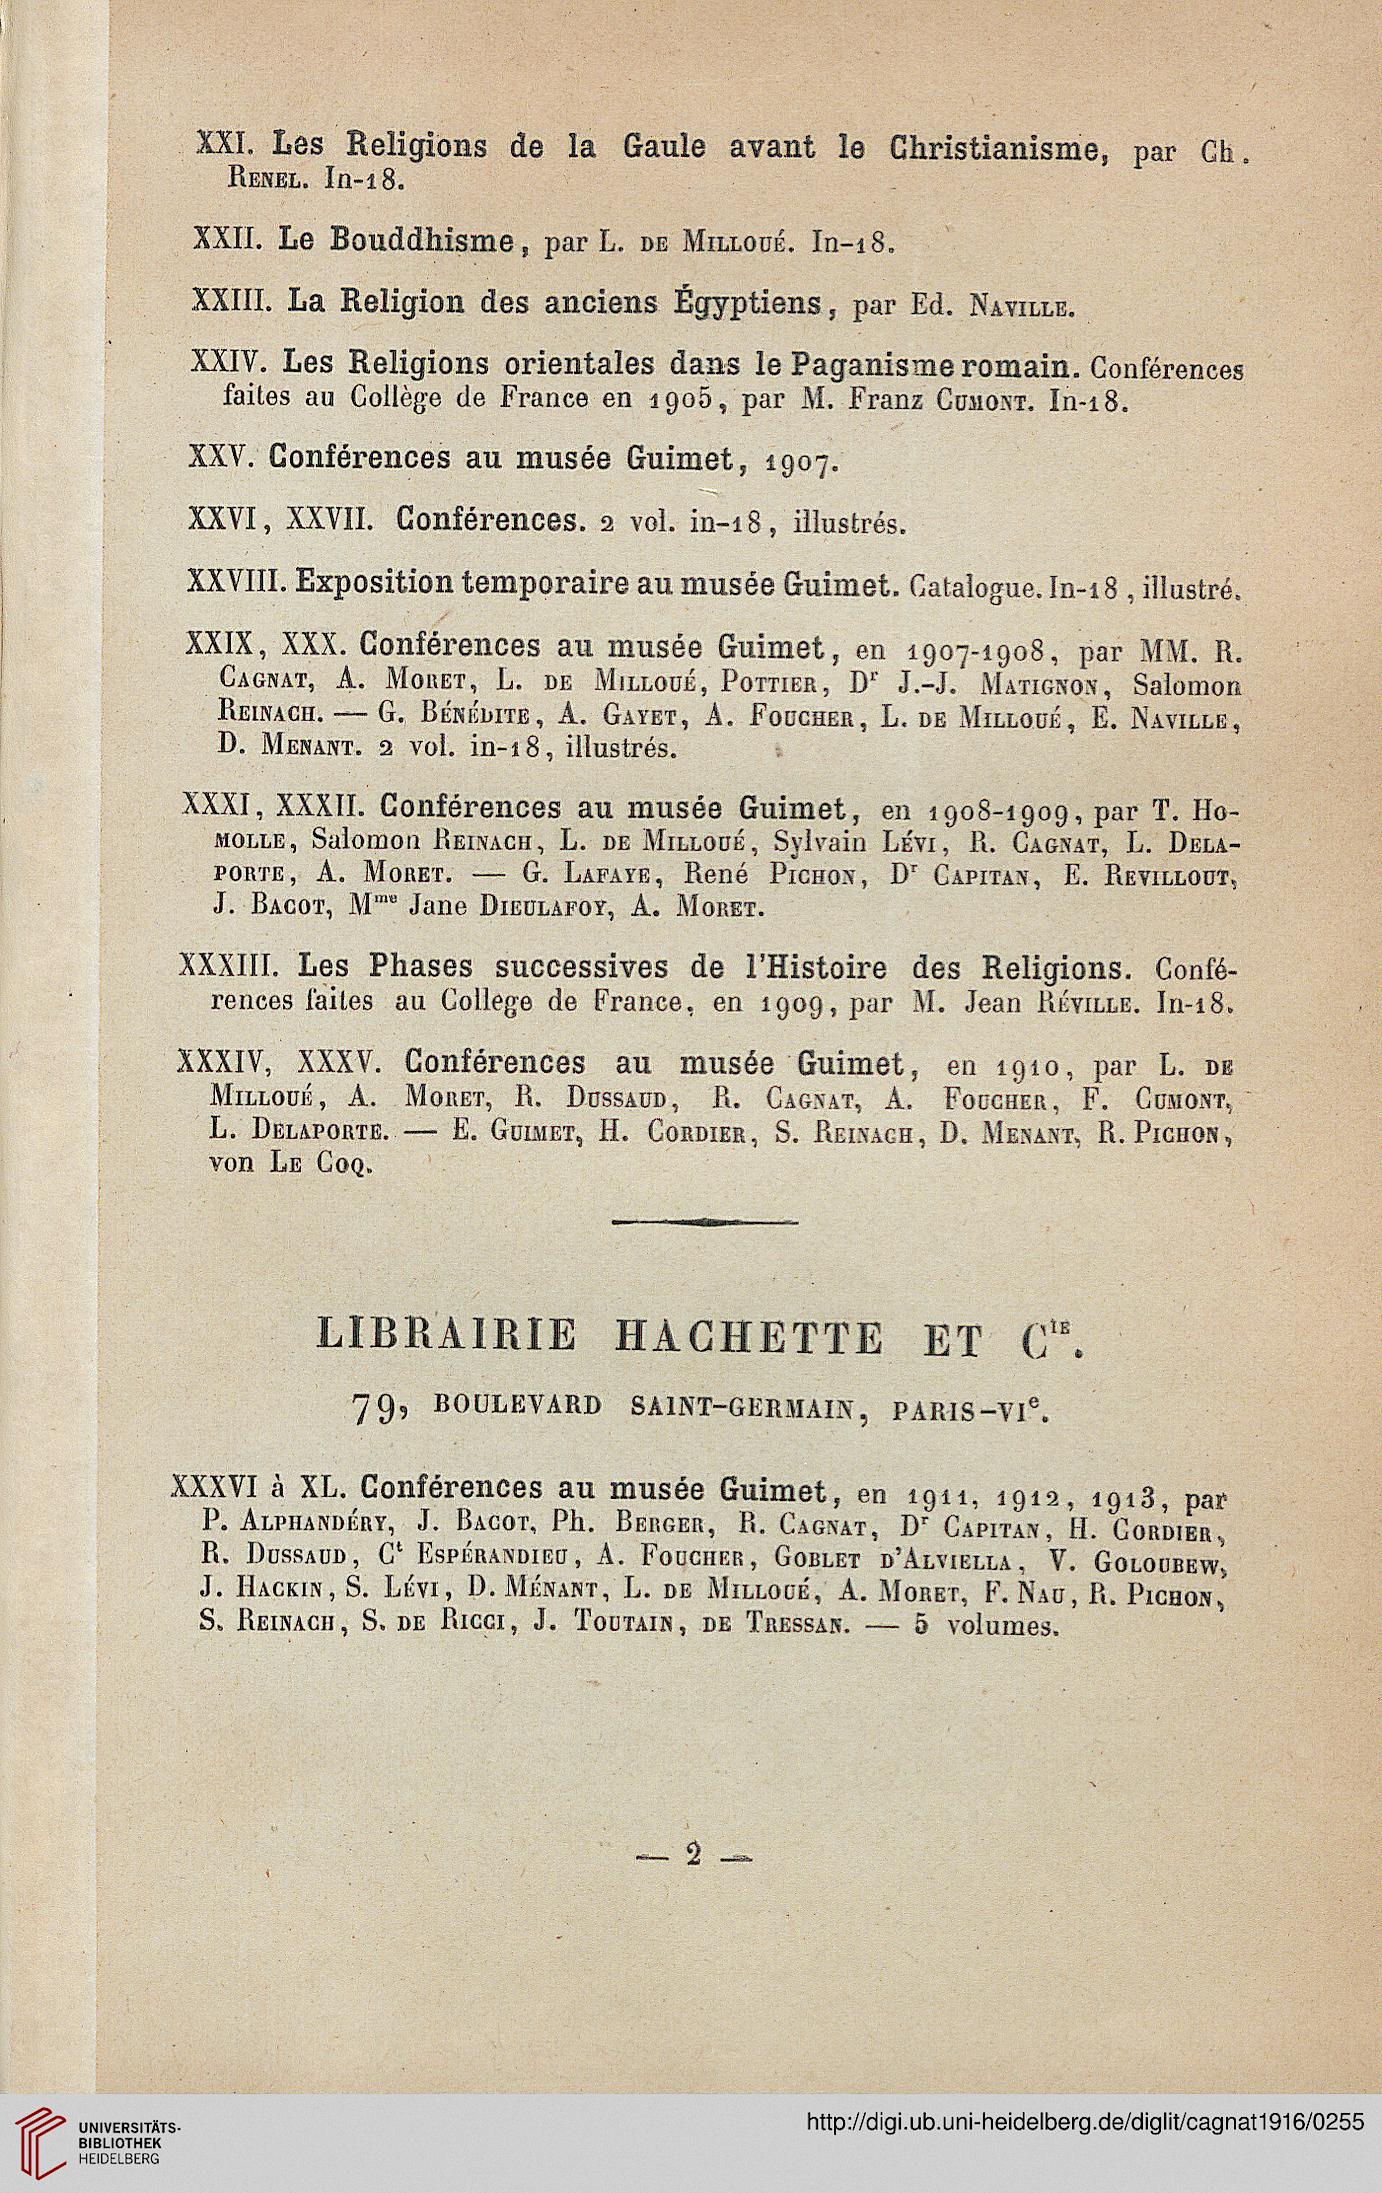 XXI. Les Religions de la Gaule avant le Christianisme, par Ch.
RENEL. In-18.
XXII. Le Bouddhisme, par L. DE MILLOUÉ. In-18.
XXIII. La Religion des anciens Égyptiens, par Ed. NAVILLE.
XXIV. Les Religions orientales dans le Paganisme romain. Conférences
faites au Collège de France en 1905, par M. Franz CUMONT. In-18.
XXV. Conférences au musée Guimet, 1907.
XXVI, XXVII. Conférences. 2 vol. in-18, illustrés.
XXVIII. Exposition temporaire au musée Guimet. Catalogue. In-18, illustré.
XXIX, XXX. Conférences au musée Guimet, en 1907-1908, par MM. R.
CAGNAT, A. MORET, L. DE MILLOUÉ, POTTIER, Dr J.-J. MATIGNON, Salomon
REINACH. — G. BÉNÉDITE, A. GAYET, A. FOUCHER, L. DE MILLOUÉ, E. NAVILLE,
D. MENANT. 2 vol. in-18, illustrés.
XXXI, XXXII. Conférences au musée Guimet, en 1908-1909, par T. HO-
MOLLE, Salomon REINACH, L. DE MILLOUÉ, Sylvain LÉVI, R. CAGNAT, L. DELA-
PORTE, A. MORET. — G. LAFAYE, René PICHON, Dr CAPITAN, E. REVILLOUT,
J. BACOT, Mme Jane DIEULAFOY, A. MORET.
XXXIII. Les Phases successives de l'Histoire des Religions. Confé-
rences faites au College de France, en 1909, par M. Jean RÉVILLE. In-18.
XXXIV, XXXV. Conférences au musée Guimet, en 1910, par L. DE
MILLOUÉ, A. MORET, R. DUSSAUD, R. CAGNAT, A. FOUCHER, F. CUMONT,
L. DELAPORTE. — E. GUIMET, H. CORDIER, S. REINACH, D. MENANT, R. PICHON,
von LE COQ.
LIBRAIRIE HACHETTE ET CIE.
79, BOULEVARD SAINT-GERMAIN, PARIS-VIe.
XXXVI à XL. Conférences au musée Guimet, en 1911, 1912, 1913, par
P. ALPHANDÉRY, J. BACOT, Ph. BERGER, R. CAGNAT, Dr CAPITAN, H. CORDIER,
R. DUSSAUD, Ct ESPÉRANDIEU, A. FOUCHER, GOBLET D'ALVIELLA, V. GOLOUBEW,
J. HACKIN, S. LÉVI, D. MÉNANT, L. DE MILLOUÉ, A. MORET, F. NAU, R. PICHON,
S. REINACH, S. DE RICCI, J. TOUTAIN, DE TRESSAN. — 5 volumes.
— 2 —
UNIVERSITÄTS-
BIBLIOTHEK
HEIDELBERG
http://digi.ub.uni-heidelberg.de/diglit/cagnat1916/0255